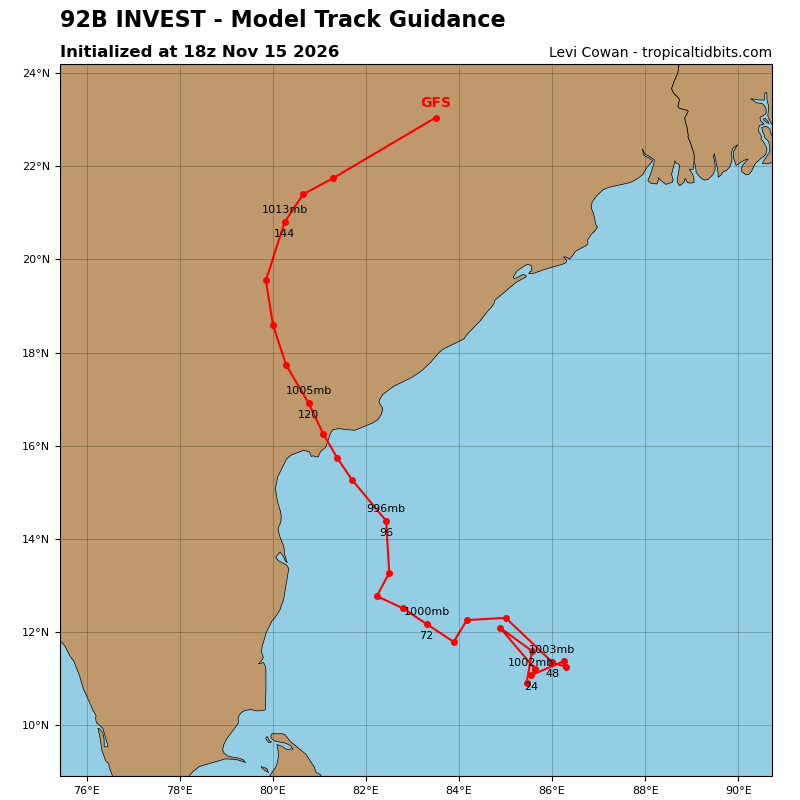 92B INVEST - Model Track Guidance
Initialized at 18z Nov 15 2026
Levi Cowan - tropicaltidbits.com
24°N
GFS
22°N
1013mb
144
20°N
18°N
1005mb
120
16°N
996mb
96
14°N
1000mb
72
12°N
1003mb
1002mb
48
24
10°N
76°E
78°E
80°E
82°E
84°E
86°E
88°E
90°E